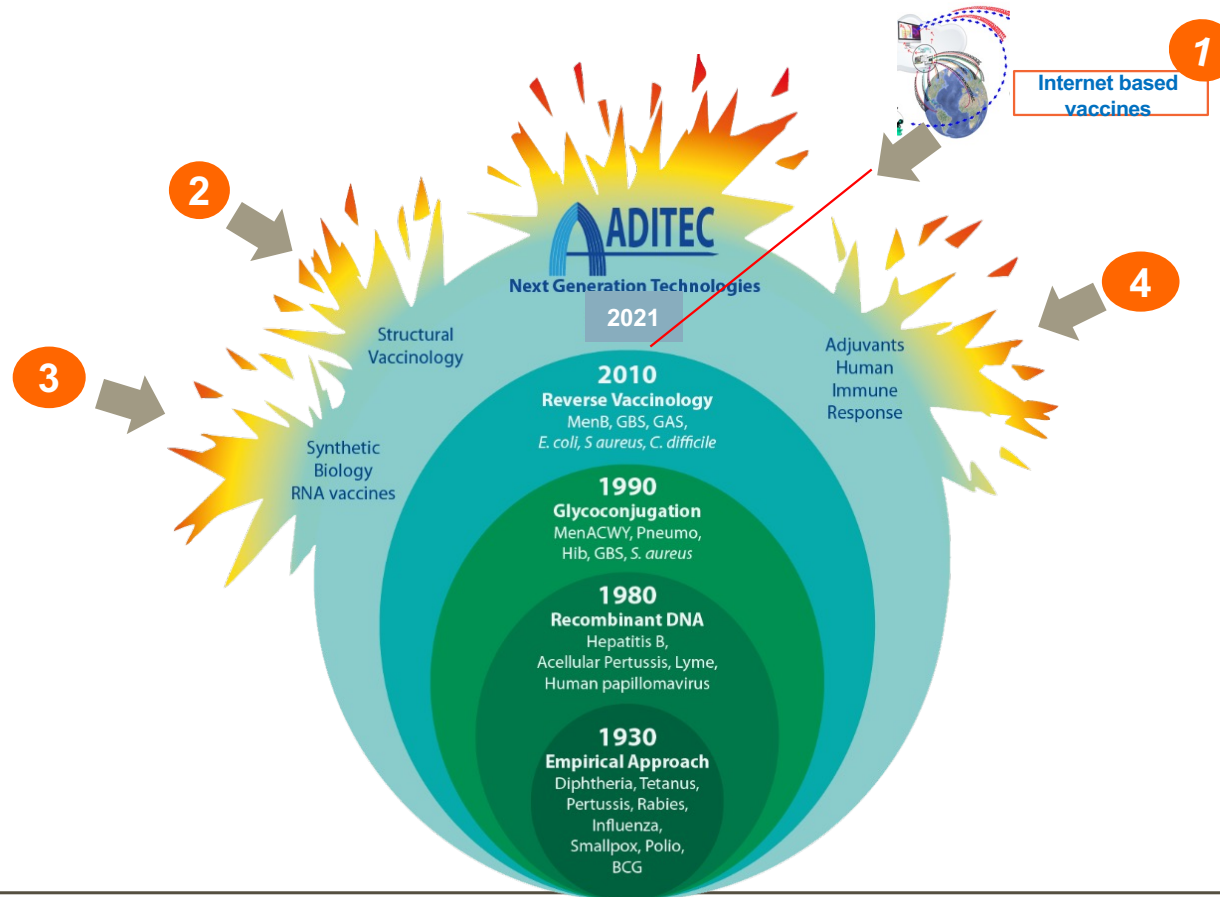 1
Internet based
vaccines
2
AADITEC
Next Generation Technologies
2021
4
Structural
Vaccinology
Adjuvants
Human
Immune
Response
3
Synthetic
Biology
RNA vaccines
2010
Reverse Vaccinology
MenB, GBS, GAS,
E. coli, S aureus, C. difficile
1990
Glycoconjugation
MenACWY, Pneumo,
Hib, GBS, S. aureus
1980
Recombinant DNA
Hepatitis B,
Acellular Pertussis, Lyme,
Human papillomavirus
1930
Empirical Approach
Diphtheria, Tetanus,
Pertussis, Rabies,
Influenza,
Smallpox, Polio,
BCG